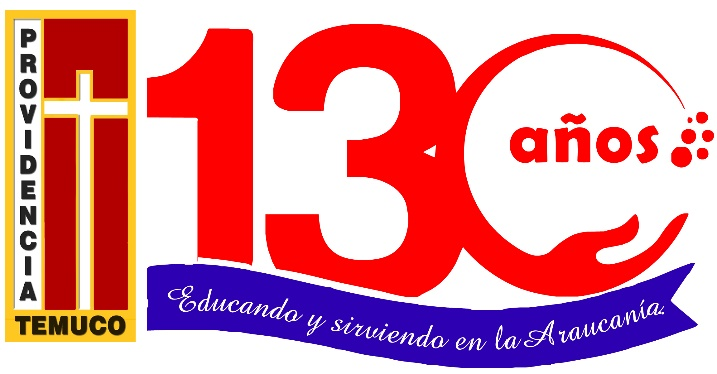 PROVIDENCIA
TEMUCO
130
años
Educando y sirviendo en la Araucanía.